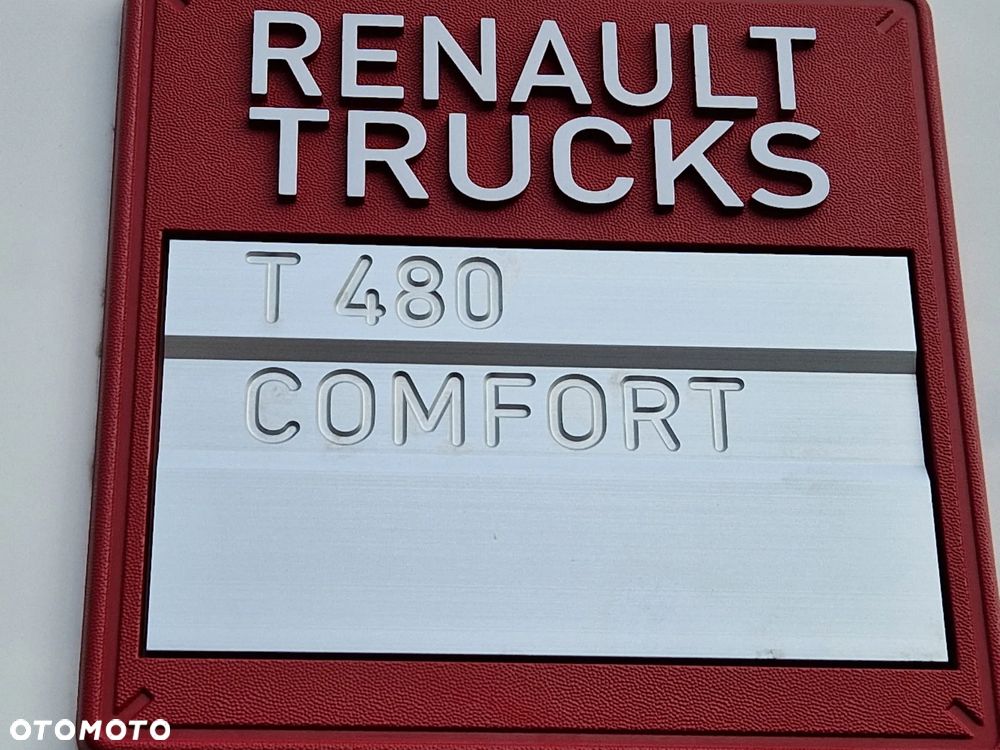 RENAULT
TRUCKS
T 480
COMFORT
OTOMOTO